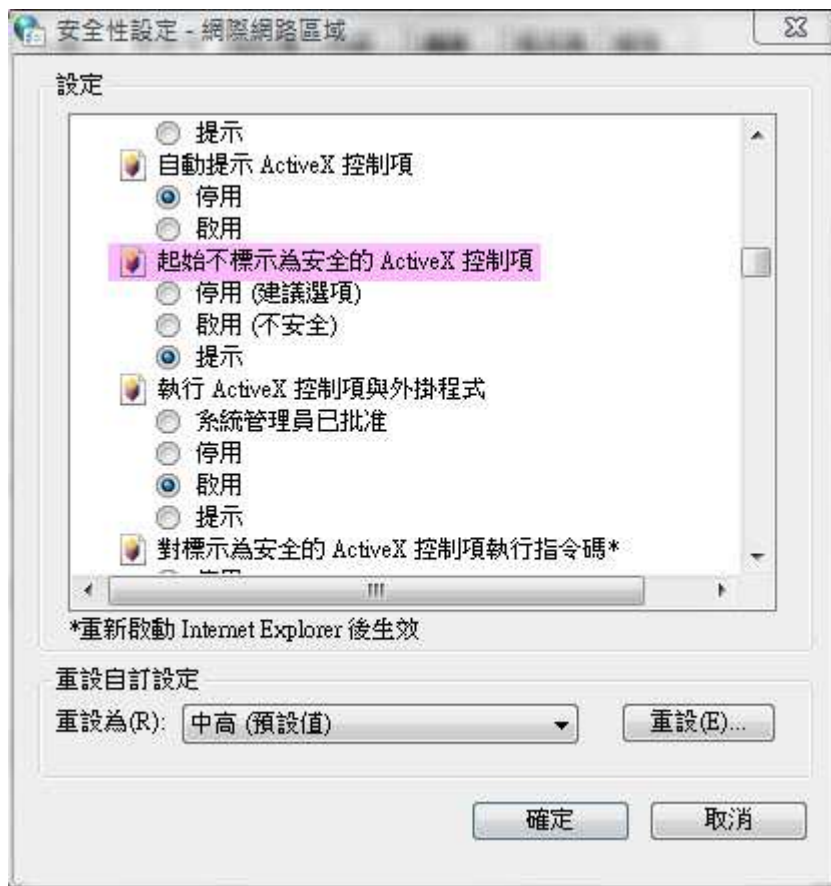 安全性設定 - 網際網路區域
設定
提示
自動提示 ActiveX 控制項
停用
啟用
起始不標示為安全的 ActiveX 控制項
停用 (建議選項)
啟用 (不安全)
提示
執行 ActiveX 控制項與外掛程式
系統管理員已批准
停用
啟用
提示
對標示為安全的 ActiveX 控制項執行指令碼*
*重新啟動 Internet Explorer 後生效
重設自訂設定
重設為(R): 中高 (預設值) 重設(E)...
確定 取消